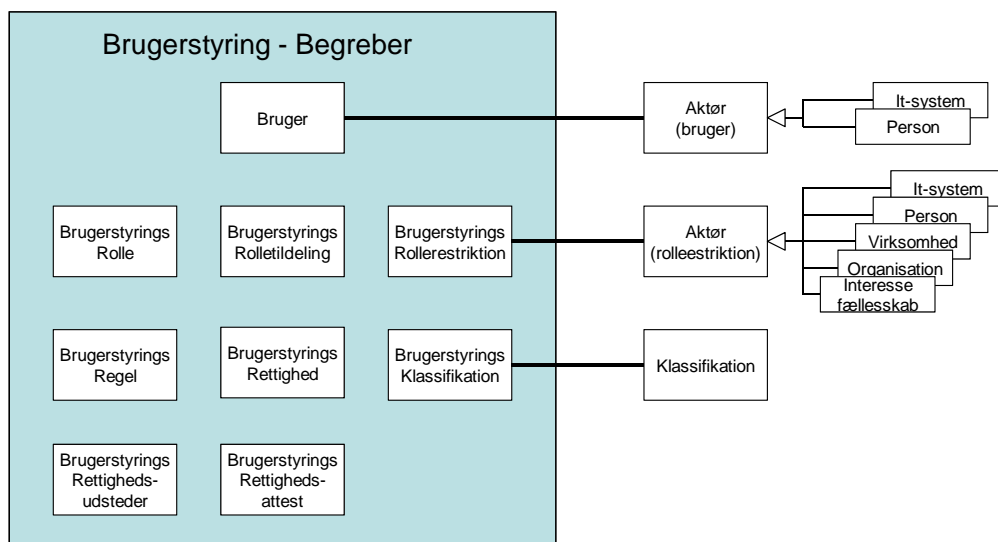 Brugerstyring - Begreber
Bruger
Aktør
(bruger)
It-system
Person
Brugerstyrings
Rolle
Brugerstyrings
Rolletildeling
Brugerstyrings
Rollerestriktion
Aktør
(rolleestriktion)
It-system
Person
Virksomhed
Organisation
Interesse
fællesskab
Brugerstyrings
Regel
Brugerstyrings
Rettighed
Brugerstyrings
Klassifikation
Klassifikation
Brugerstyrings
Rettigheds-
udsteder
Brugerstyrings
Rettigheds-
attest